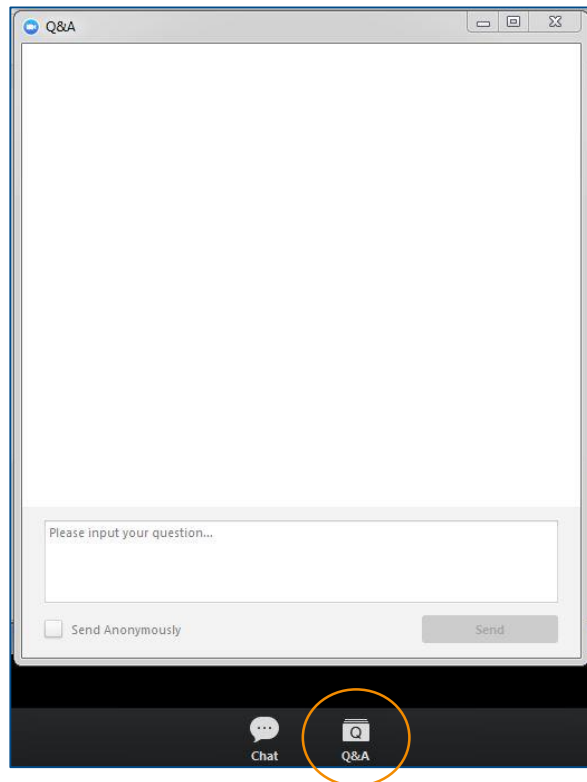 Q&A
Please input your question...
Send Anonymously
Send
Chat
Q&A